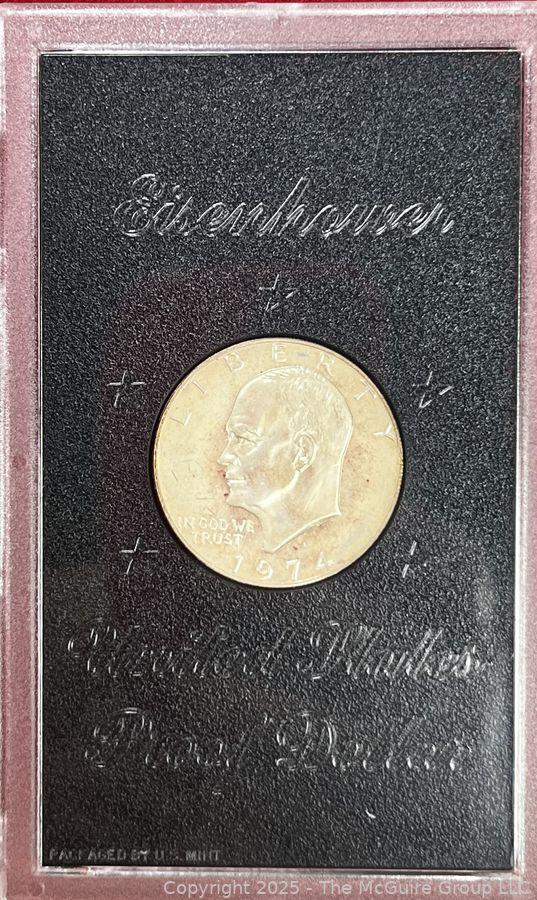 Eisenhower
LIBERTY
IN GOD WE
TRUST
1974
United States
Proof Dollar
PACKAGED BY U.S. MINT
Copyright 2025 - The McGuire Group LLC